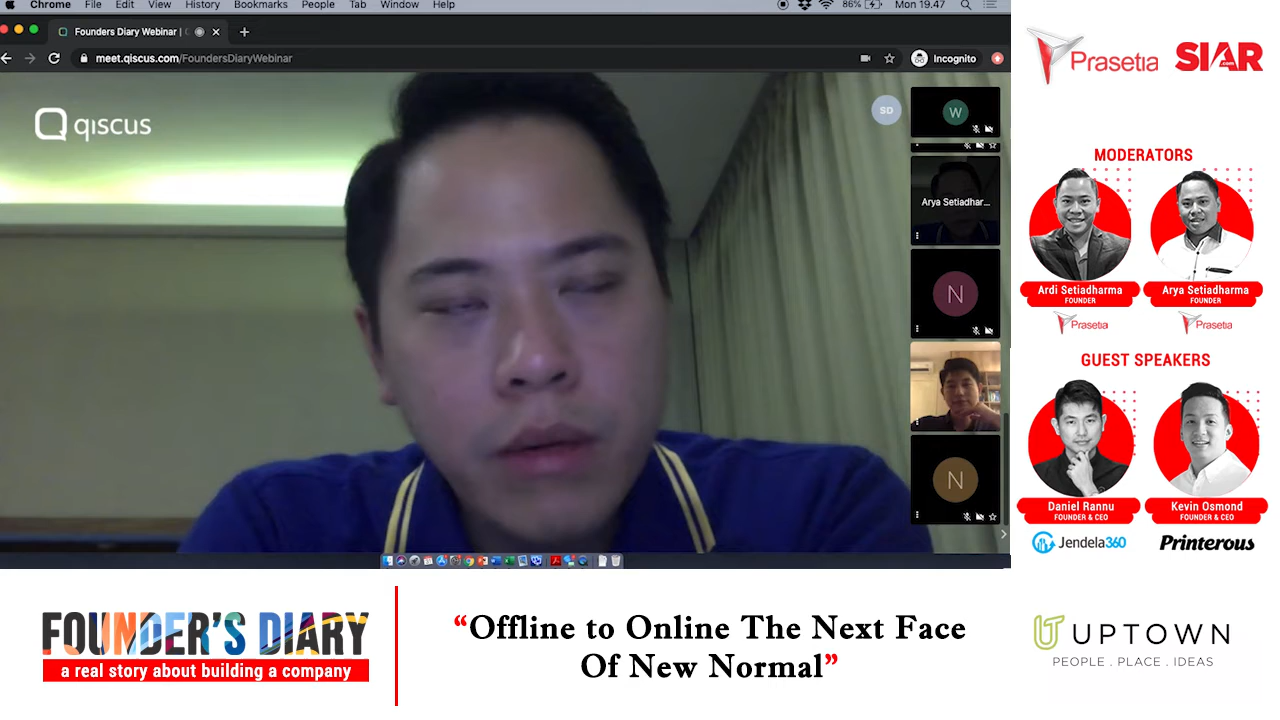 Chrome File Edit View History Bookmarks People Tab Window Help 86% Mon 19.47
Founders Diary Webinar |
meet.qiscus.com/FoundersDiaryWebinar Incognito
qiscus
SD
W
Arya Setiadhar...
N
N
Prasetia SIAR.com
MODERATORS
Ardi Setiadharma Arya Setiadharma
FOUNDER FOUNDER
Prasetia Prasetia
GUEST SPEAKERS
Daniel Rannu Kevin Osmond
FOUNDER & CEO FOUNDER & CEO
Jendela360 Printerous
FOUNDER'S DIARY
a real story about building a company
“Offline to Online The Next Face
Of New Normal”
UPTOWN
PEOPLE . PLACE . IDEAS